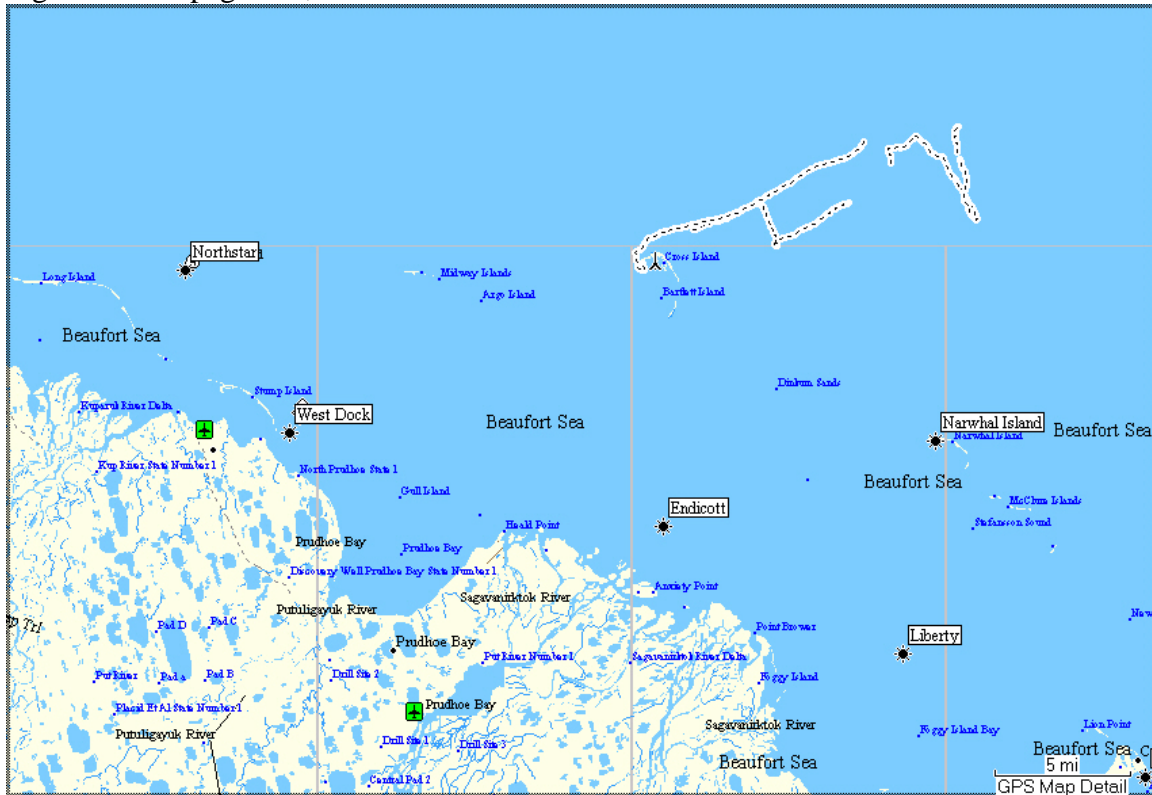 Northstar
Cross Island
Long Island
Midway Islands
Argo Island
Bartlett Island
Beaufort Sea
Dinkum Sands
Stump Island
Kuparuk River Delta
West Dock
Beaufort Sea
Narwhal Island
Narwhal Island
Beaufort Sea
Kup River State Number 1
North Prudhoe State 1
Beaufort Sea
Gull Island
McClure Islands
Endicott
Stefansson Sound
Heald Point
Prudhoe Bay
Prudhoe Bay
Discovery Well Prudhoe Bay State Number 1
Anxiety Point
Sagavanirktok River
Putuligayuk River
Trl
Pad D
Pad C
Point Brower
Liberty
Prudhoe Bay
Put River Number 1
Sagavanirktok River Delta
Put River
Pad A
Pad B
Drill Site 2
Foggy Island
Prudhoe Bay
Placid Et Al State Number 1
Sagavanirktok River
Foggy Island Bay
Lion Point
Putuligayuk River
Drill Site 1
Drill Site 3
Beaufort Sea
Beaufort Sea
5 mi
Central Pad 2
GPS Map Detail